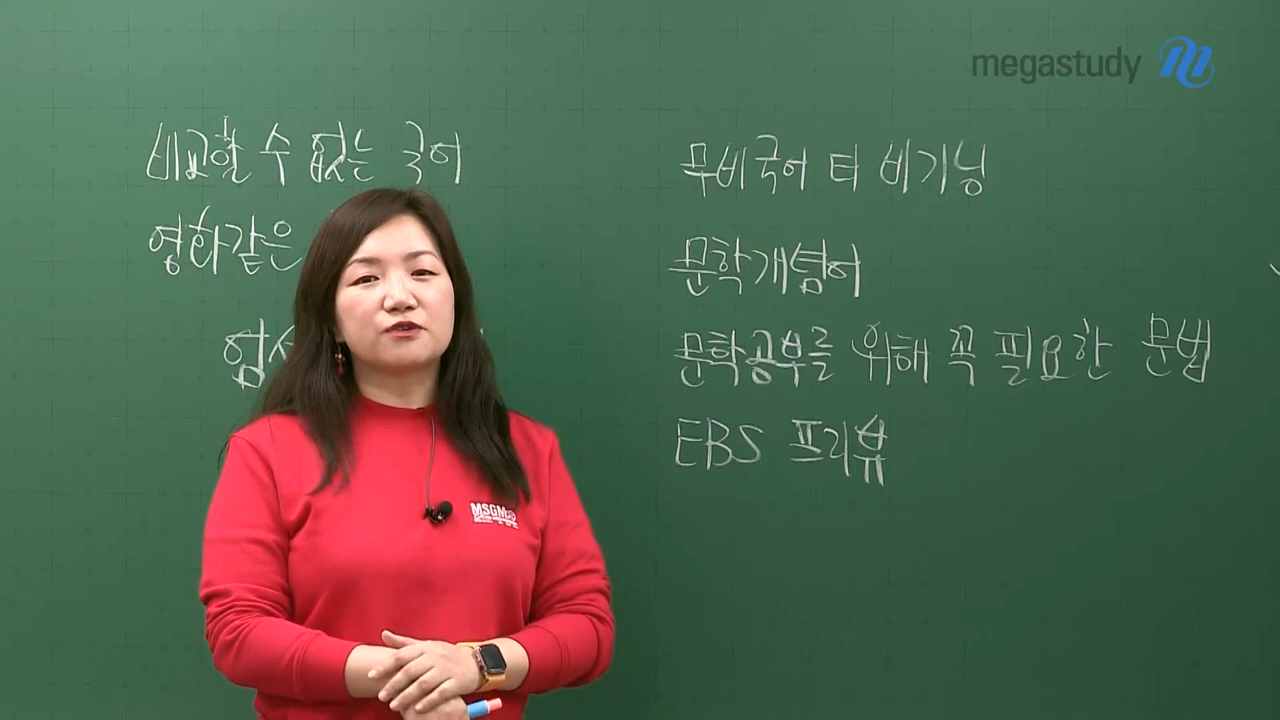 megastudy
비교할 수 없는 국어
영화같은
무비국어 더 비기닝
문학개념어
문학공부를 위해 꼭 필요한 문법
EBS 프리뷰
MSGM